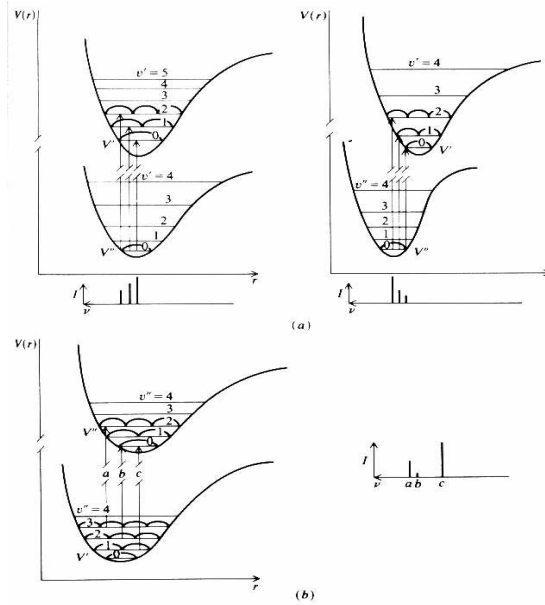 V(r)
v′ = 5
4
3
2
1
0
V′
v′ = 4
3
2
1
0
V″
r
I
ν
V(r)
v′ = 4
3
2
1
0
V′
v″ = 4
3
2
1
0
V″
r
I
ν
(a)
V(r)
v″ = 4
3
2
1
0
V″
a b c
v″ = 4
3
2
1
0
V′
r
I
ν
a b c
(b)